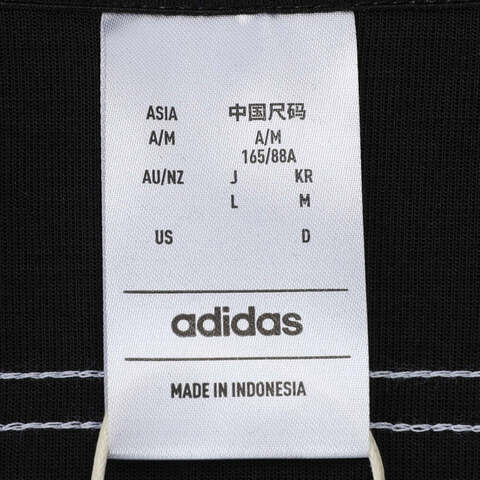 ASIA 中国尺码
A/M A/M
165/88A
AU/NZ J KR
L M
US D
adidas
MADE IN INDONESIA